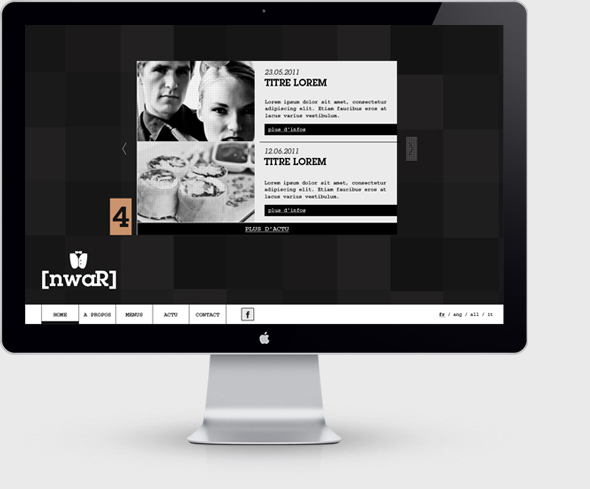 23.05.2011
TITRE LOREM
Lorem ipsum dolor sit amet, consectetur
adipiscing elit. Etiam faucibus orem at
lacus varius vestibulum.
plus d'infos
12.06.2011
TITRE LOREM
Lorem ipsum dolor sit amet, consectetur
adipiscing elit. Etiam faucibus orem at
lacus varius vestibulum.
plus d'infos
4
PLUS D'ACTU
[nwaR]
HOME A PROPOS MENUS ACTU CONTACT f fr / ang / all / it